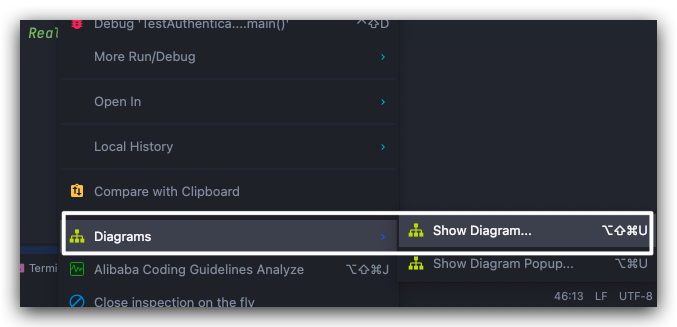 Real
Debug 'TestAuthentica....main()' ^⇧D
More Run/Debug
Open In
Local History
Compare with Clipboard
Diagrams
Show Diagram... ⌥⇧⌘U
Show Diagram Popup... ⌥⌘U
Termi
Alibaba Coding Guidelines Analyze ⌥⇧⌘J
Close inspection on the fly
46:13 LF UTF-8